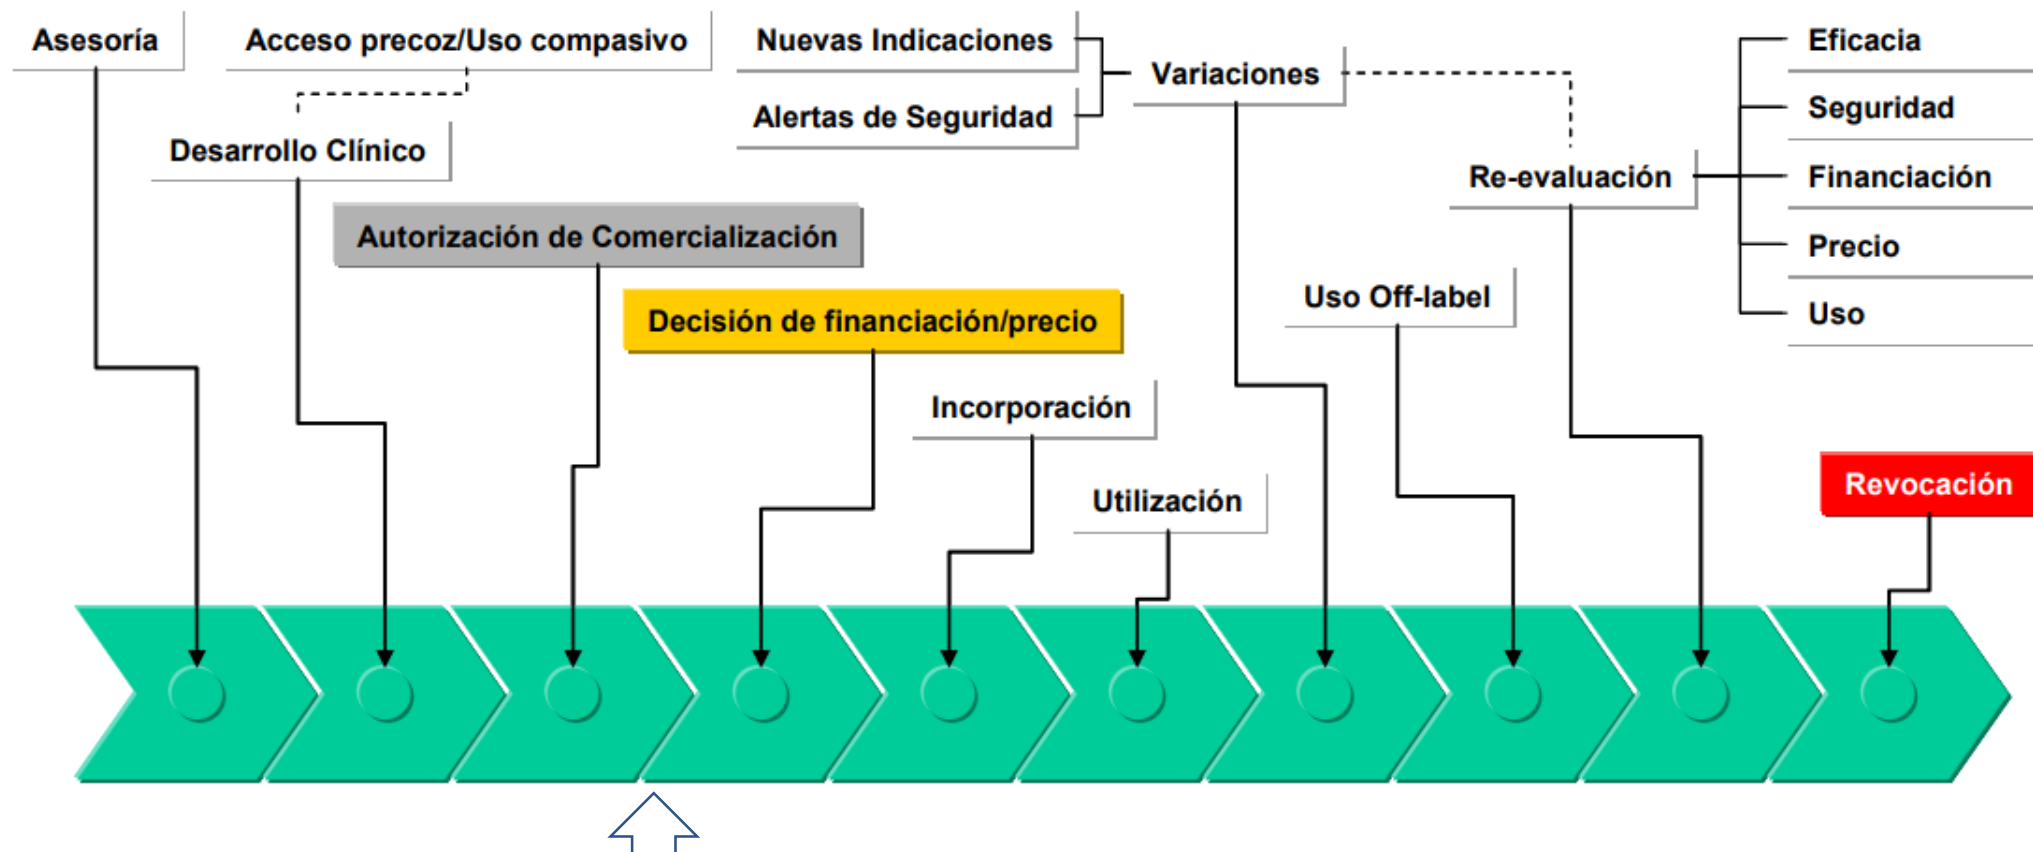 Asesoría
Acceso precoz/Uso compasivo
Nuevas Indicaciones
Variaciones
Eficacia
Alertas de Seguridad
Seguridad
Desarrollo Clínico
Re-evaluación
Financiación
Autorización de Comercialización
Precio
Uso Off-label
Decisión de financiación/precio
Uso
Incorporación
Utilización
Revocación